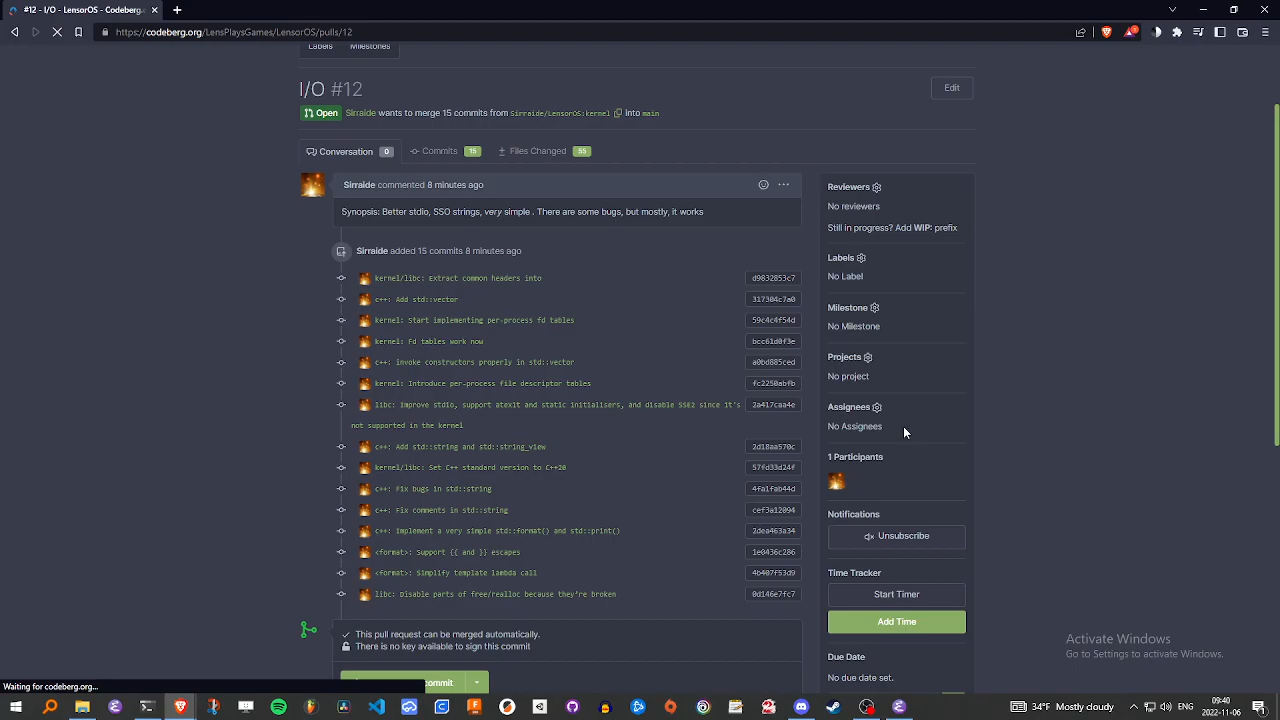 #12 - I/O - LensorOS - Codeberg.
https://codeberg.org/LensPlaysGames/LensorOS/pulls/12
Labels Milestones
I/O #12
Edit
Open Sirraide wants to merge 15 commits from Sirraide/LensorOS:kernel into main
Conversation 0 Commits 15 Files Changed 55
Sirraide commented 8 minutes ago
Synopsis: Better stdio, SSO strings, very simple . There are some bugs, but mostly, it works
Sirraide added 15 commits 8 minutes ago
kernel/libc: Extract common headers into d9832853c7
c++: Add std::vector 317304c7a0
kernel: Start implementing per-process fd tables 59c4c4f54d
kernel: Fd tables work now bcc61d0f3e
c++: invoke constructors properly in std::vector a0bd885ced
kernel: Introduce per-process file descriptor tables fc2250abfb
libc: Improve stdio, support atexit and static initialisers, and disable SSE2 since it's 2a417caa4e
not supported in the kernel
c++: Add std::string and std::string_view 2d18aa570c
kernel/libc: Set C++ standard version to C++20 57fd33d24f
c++: Fix bugs in std::string 4fa1fab44d
c++: Fix comments in std::string cef3a12094
c++: Implement a very simple std::format() and std::print() 2dea463a34
<format>: Support {{ and }} escapes 1e0436c286
<format>: Simplify template lambda call 4b407f53d9
libc: Disable parts of free/realloc because they're broken 0d146e7fc7
This pull request can be merged automatically.
There is no key available to sign this commit
commit
Reviewers
No reviewers
Still in progress? Add WIP: prefix
Labels
No Label
Milestone
No Milestone
Projects
No project
Assignees
No Assignees
1 Participants
Notifications
Unsubscribe
Time Tracker
Start Timer
Add Time
Due Date
No due date set.
Activate Windows
Go to Settings to activate Windows.
Waiting for codeberg.org...
34°F Mostly cloudy
09:40
2022-11-06